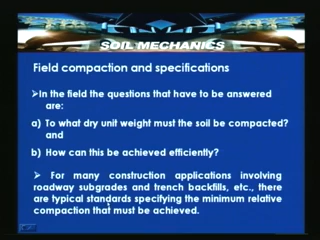 SOIL MECHANICS
Field compaction and specifications
➢In the field the questions that have to be answered
are:
a) To what dry unit weight must the soil be compacted?
and
b) How can this be achieved efficiently?
➢ For many construction applications involving
roadway subgrades and trench backfills, etc., there
are typical standards specifying the minimum relative
compaction that must be achieved.